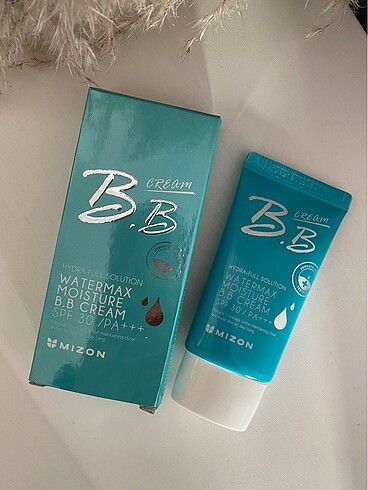 B.B
CREAM
HYDRA-FULL SOLUTION
WATERMAX
MOISTURE
B.B CREAM
SPF 30 /PA+++
MIZON
B.B
CREAM
HYDRA-FULL SOLUTION
WATERMAX
MOISTURE
B.B CREAM
SPF 30 /PA+++
MIZON